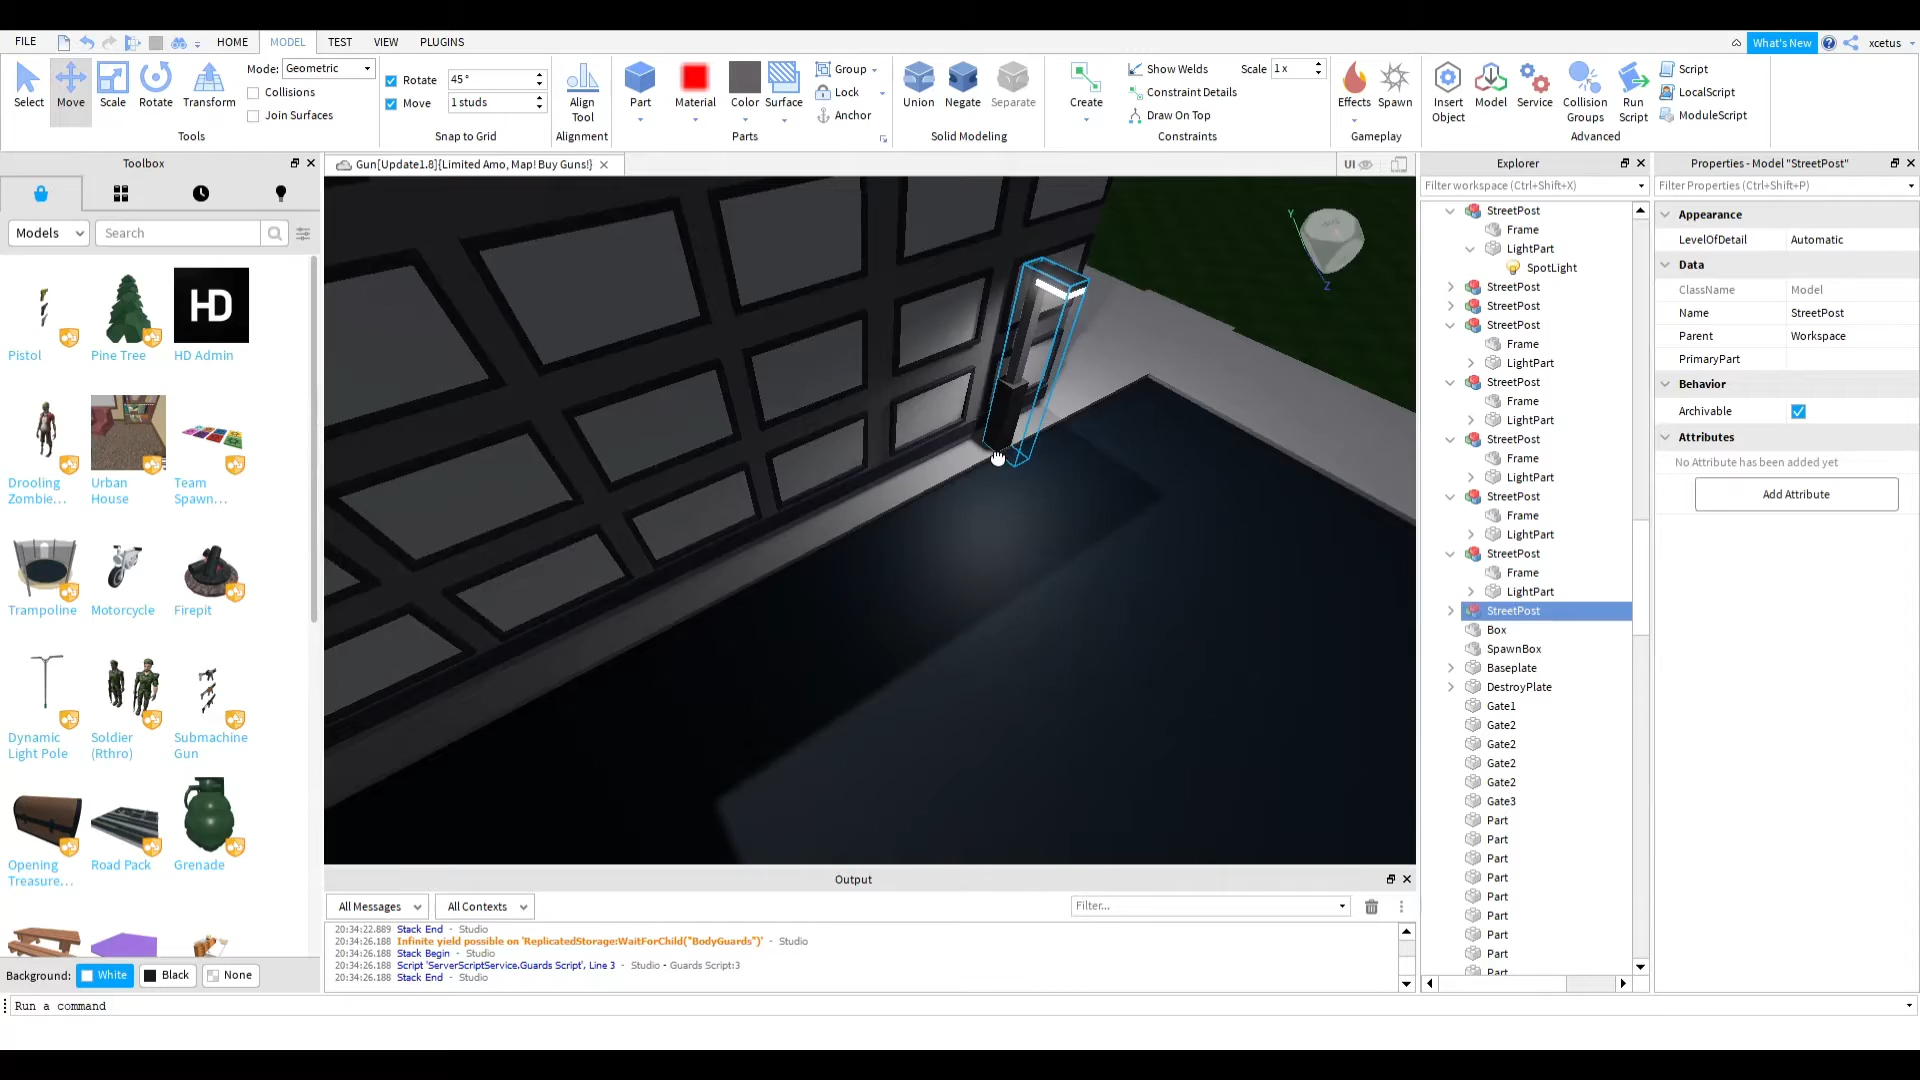 FILE HOME MODEL TEST VIEW PLUGINS What's New xcetus
Select Move Scale Rotate Transform
Mode: Geometric
Collisions
Join Surfaces
Tools
Rotate 45°
Move 1 studs
Snap to Grid
Align Tool
Alignment
Part Material Color Surface
Group
Lock
Anchor
Parts
Union Negate Separate
Solid Modeling
Create
Show Welds Scale 1 x
Constraint Details
Draw On Top
Constraints
Effects Spawn
Gameplay
Insert Object Model Service Collision Groups Run Script
Script
LocalScript
ModuleScript
Advanced
Toolbox
Models Search
Pistol Pine Tree HD Admin
HD
Drooling Zombie... Urban House Team Spawn...
Trampoline Motorcycle Firepit
Dynamic Light Pole Soldier (Rthro) Submachine Gun
Opening Treasure... Road Pack Grenade
Background: White Black None
Gun[Update1.8]{Limited Amo, Map! Buy Guns!} UI
Y
Z
Output
All Messages All Contexts Filter...
20:34:22.889 Stack End - Studio
20:34:26.188 Infinite yield possible on 'ReplicatedStorage:WaitForChild("BodyGuards")' - Studio
20:34:26.188 Stack Begin - Studio
20:34:26.188 Script 'ServerScriptService.Guards Script', Line 3 - Studio - Guards Script:3
20:34:26.188 Stack End - Studio
Run a command
Explorer
Filter workspace (Ctrl+Shift+X)
StreetPost
Frame
LightPart
SpotLight
StreetPost
StreetPost
StreetPost
Frame
LightPart
StreetPost
Frame
LightPart
StreetPost
Frame
LightPart
StreetPost
Frame
LightPart
StreetPost
Frame
LightPart
StreetPost
Box
SpawnBox
Baseplate
DestroyPlate
Gate1
Gate2
Gate2
Gate2
Gate2
Gate3
Part
Part
Part
Part
Part
Part
Part
Part
Part
Properties - Model "StreetPost"
Filter Properties (Ctrl+Shift+P)
Appearance
LevelOfDetail Automatic
Data
ClassName Model
Name StreetPost
Parent Workspace
PrimaryPart
Behavior
Archivable
Attributes
No Attribute has been added yet
Add Attribute